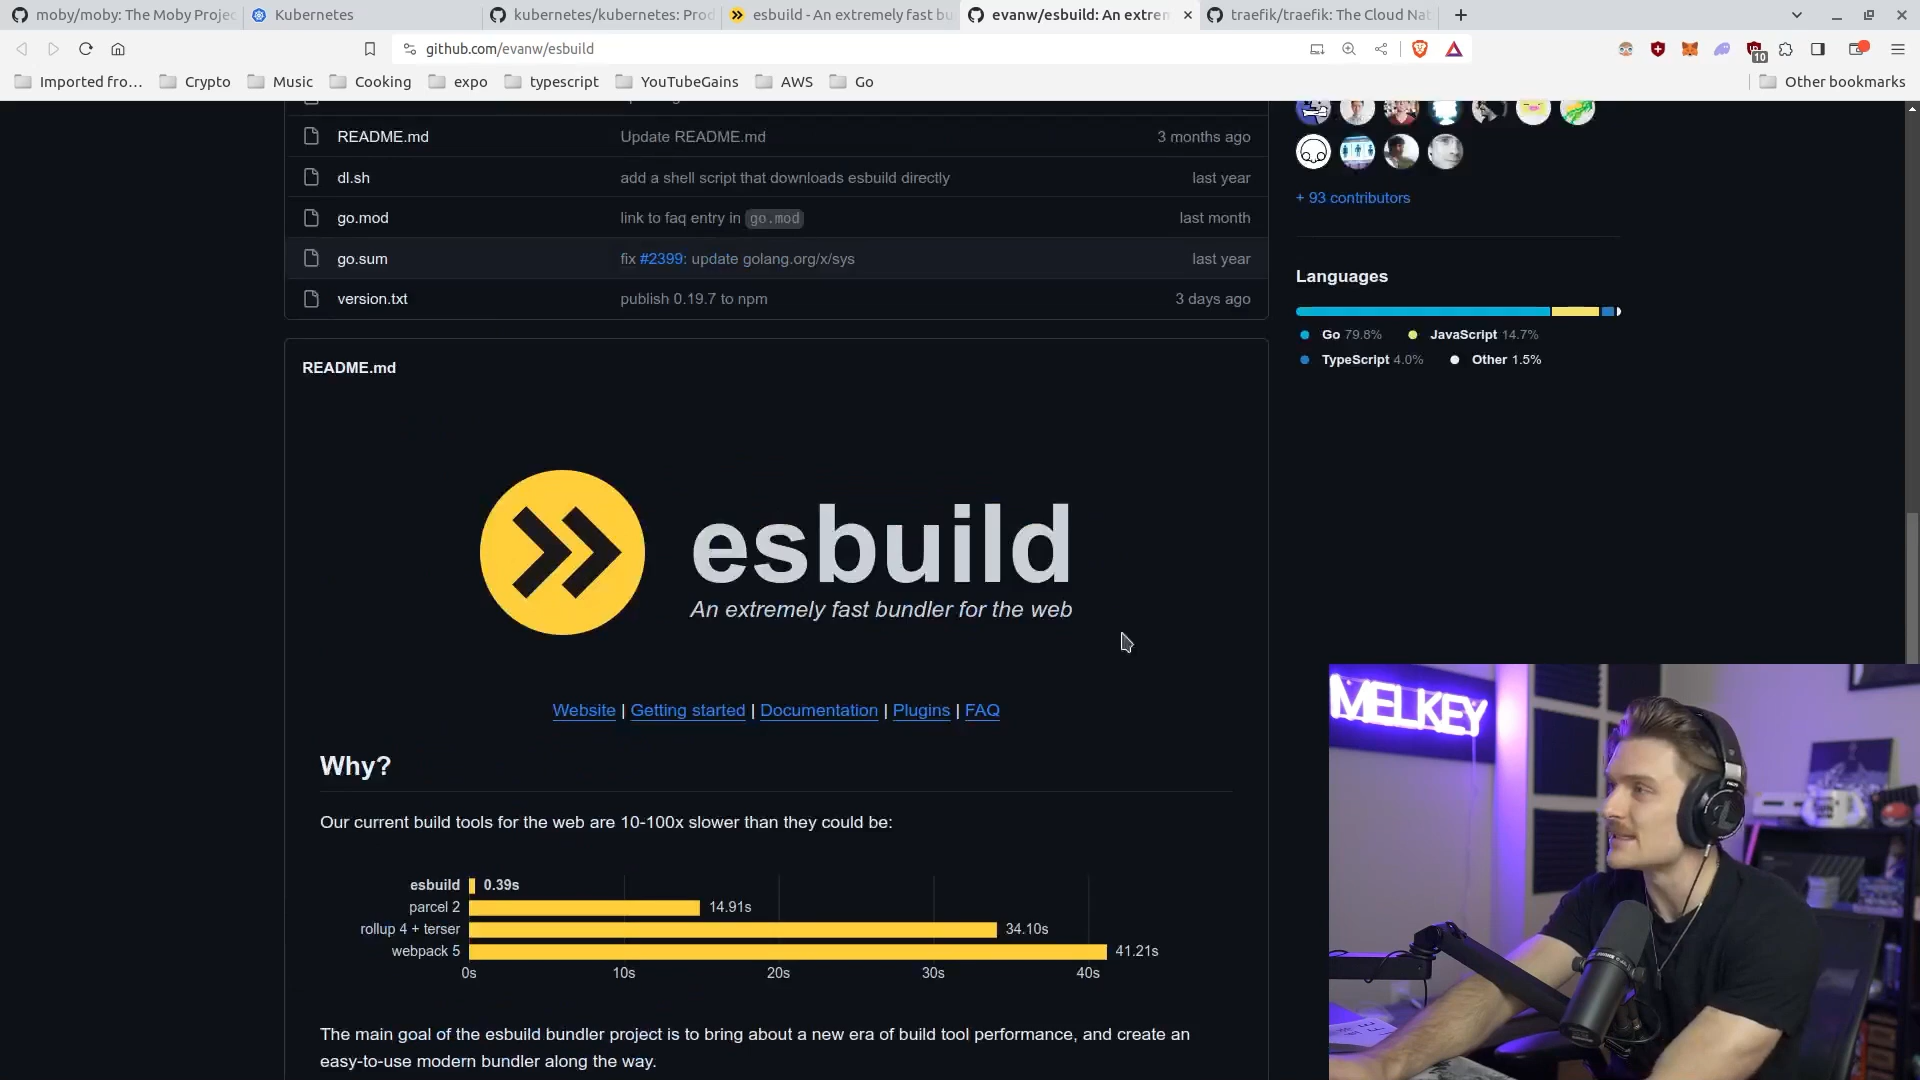 moby/moby: The Moby Projec
Kubernetes
kubernetes/kubernetes: Prod
esbuild - An extremely fast bu
evanw/esbuild: An extrem
traefik/traefik: The Cloud Nat
github.com/evanw/esbuild
10
Imported fro...
Crypto
Music
Cooking
expo
typescript
YouTubeGains
AWS
Go
Other bookmarks
README.md Update README.md 3 months ago
dl.sh add a shell script that downloads esbuild directly last year
go.mod link to faq entry in go.mod last month
go.sum fix #2399: update golang.org/x/sys last year
version.txt publish 0.19.7 to npm 3 days ago
+ 93 contributors
Languages
Go 79.8% JavaScript 14.7%
TypeScript 4.0% Other 1.5%
README.md
esbuild
An extremely fast bundler for the web
Website | Getting started | Documentation | Plugins | FAQ
Why?
Our current build tools for the web are 10-100x slower than they could be:
esbuild 0.39s
parcel 2 14.91s
rollup 4 + terser 34.10s
webpack 5 41.21s
0s 10s 20s 30s 40s
The main goal of the esbuild bundler project is to bring about a new era of build tool performance, and create an
easy-to-use modern bundler along the way.
MELKEY